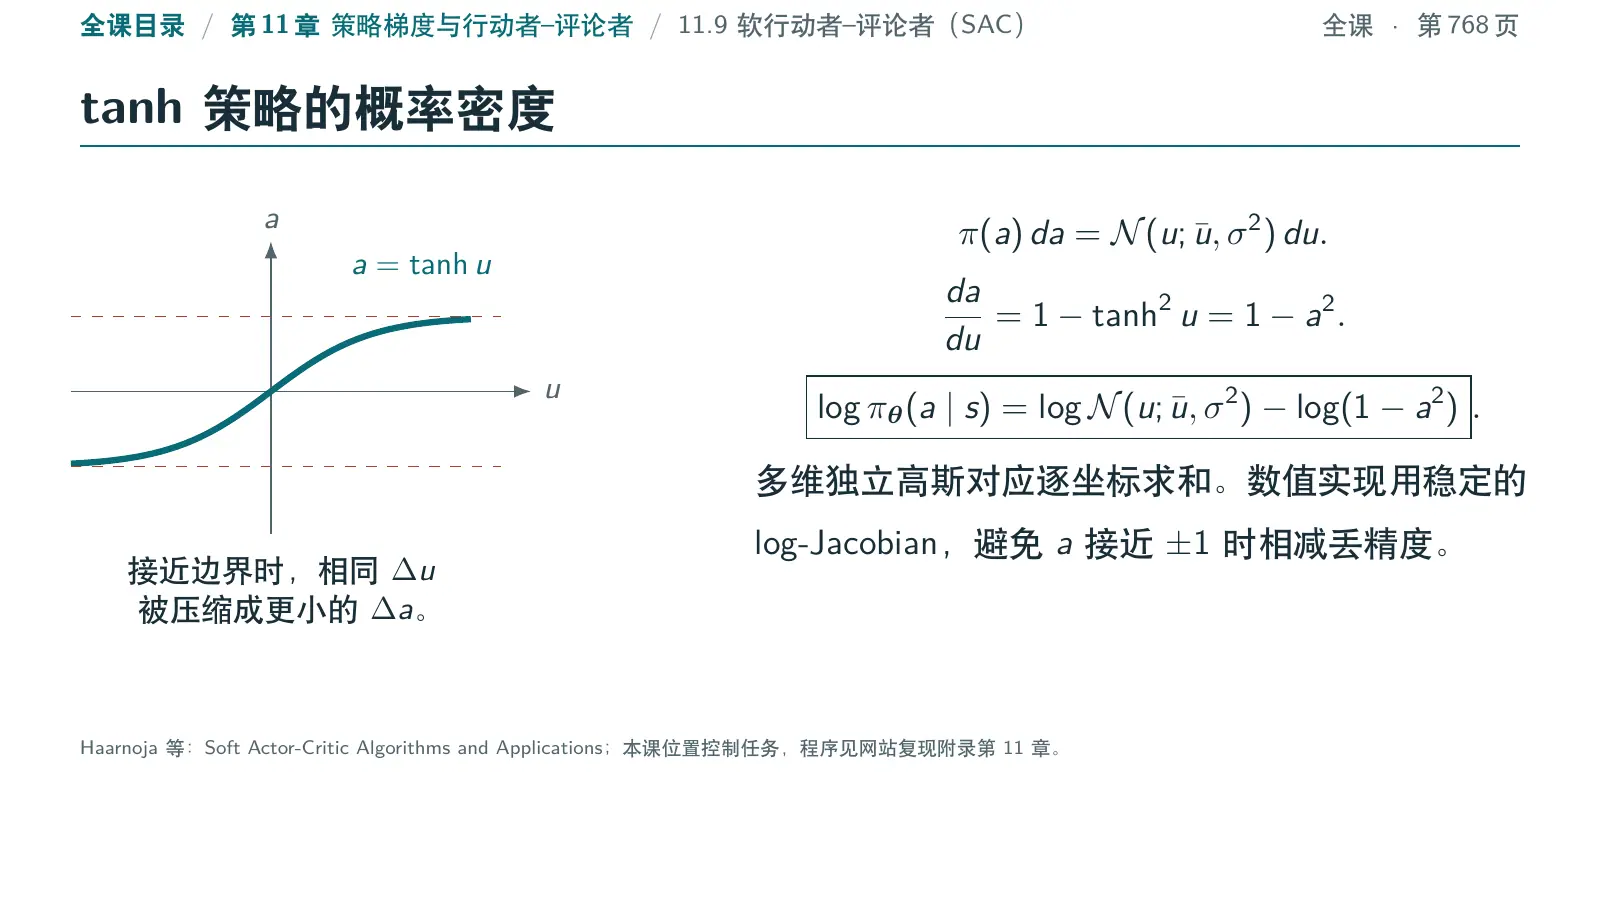 全课目录 / 第 11 章 策略梯度与行动者–评论者 / 11.9 软行动者–评论者（SAC）
全课 · 第 768 页
tanh 策略的概率密度
a
a = tanh u
u
接近边界时，相同 Δu
被压缩成更小的 Δa。
π(a) da = 𝒩(u; ū, σ²) du.
da/du = 1 − tanh² u = 1 − a².
log π_θ(a | s) = log 𝒩(u; ū, σ²) − log(1 − a²).
多维独立高斯对应逐坐标求和。数值实现用稳定的
log-Jacobian，避免 a 接近 ±1 时相减丢精度。
Haarnoja 等：Soft Actor-Critic Algorithms and Applications；本课位置控制任务，程序见网站复现附录第 11 章。